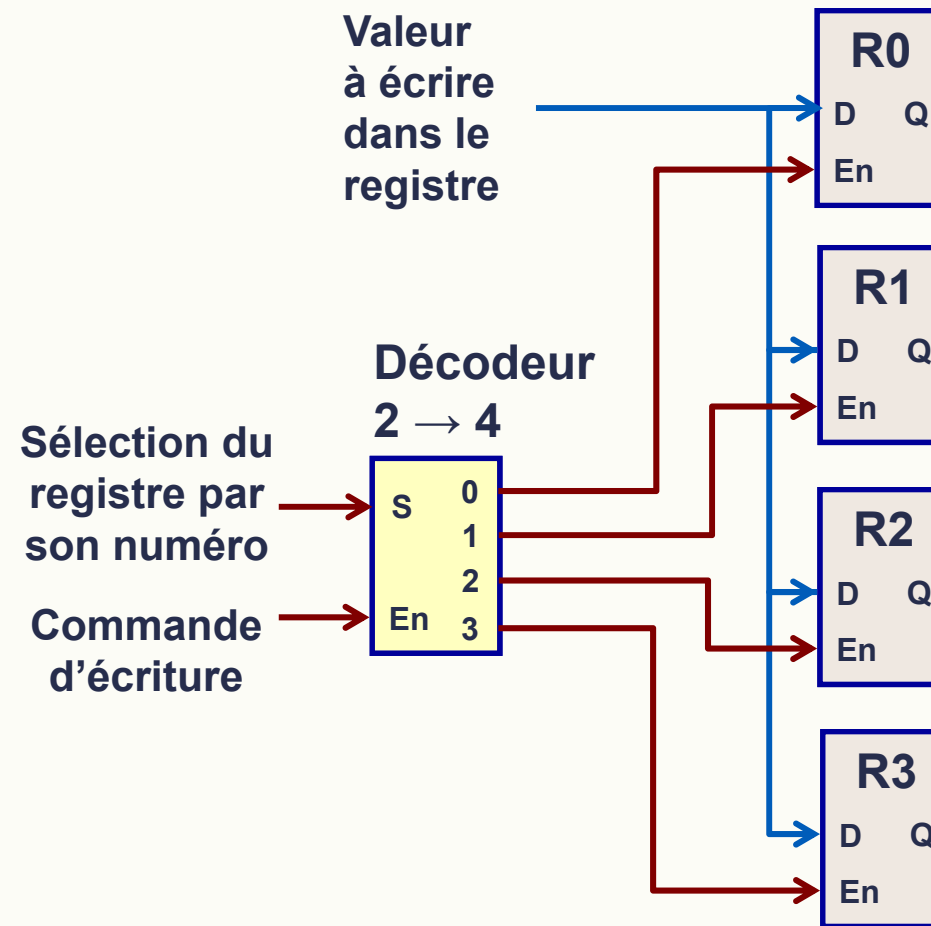 Valeur
à écrire
dans le
registre
R0
D Q
En
R1
D Q
En
Décodeur
2 → 4
Sélection du
registre par
son numéro
Commande
d’écriture
S 0
1
2
En 3
R2
D Q
En
R3
D Q
En